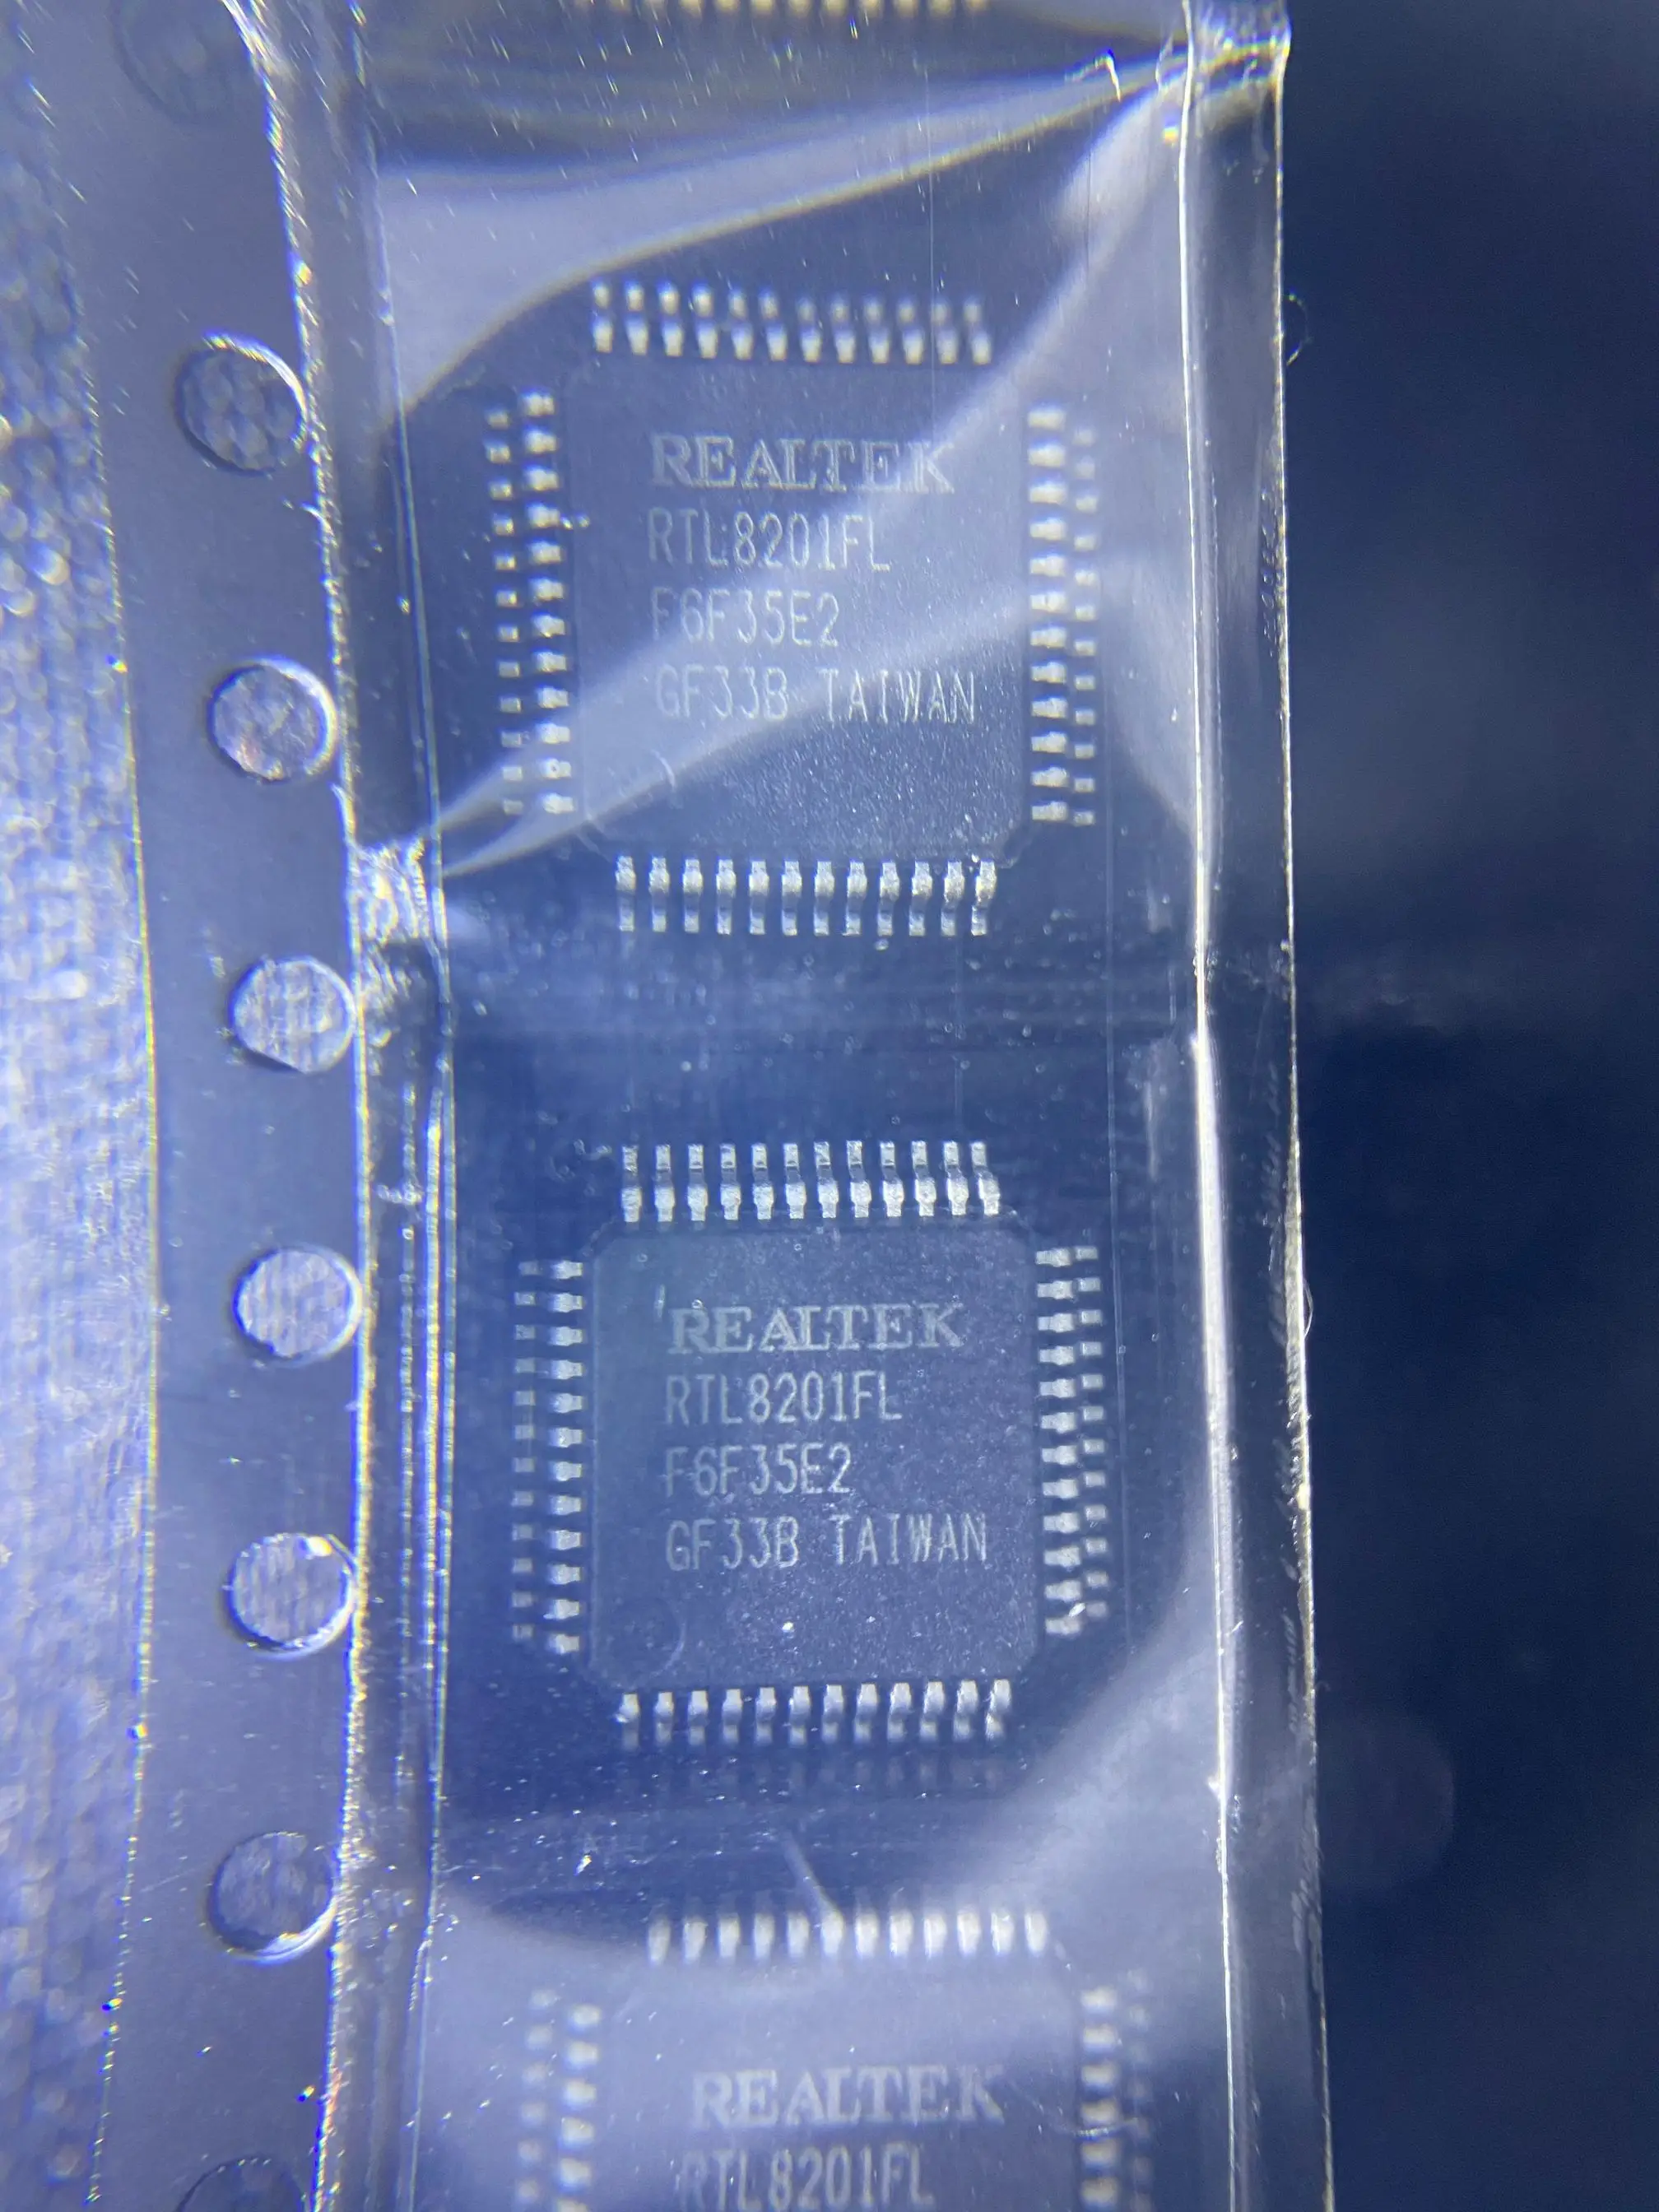 REALTEK
RTL8201FL
F6F35E2
GF33B TAIWAN
REALTEK
RTL8201FL
F6F35E2
GF33B TAIWAN
REALTEK
RTL8201FL